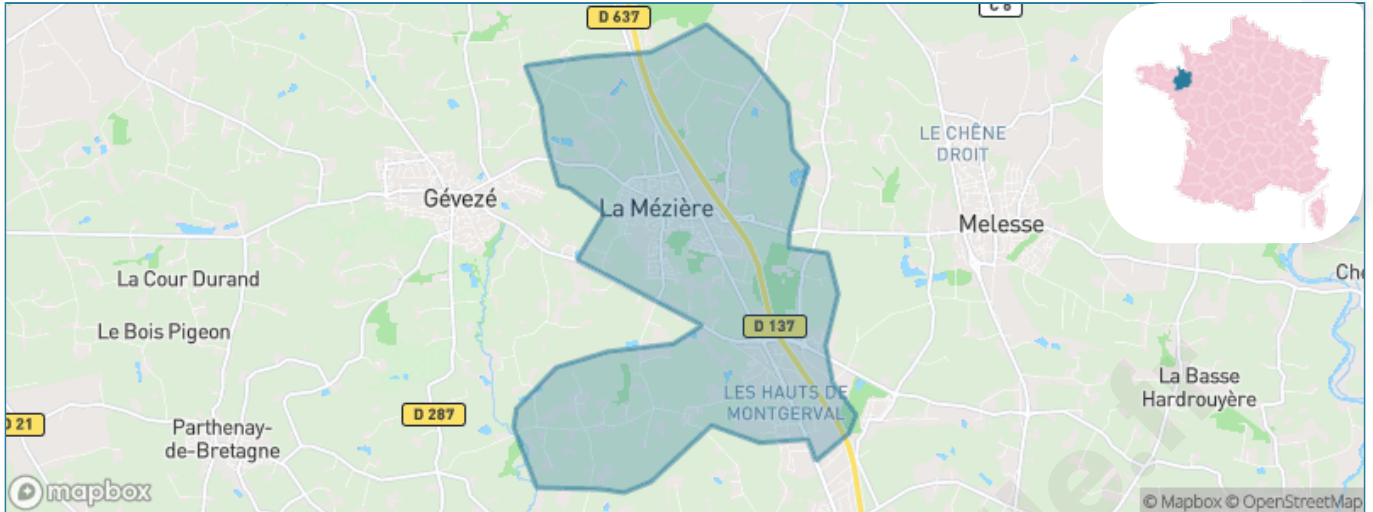 D 637
C 6
LE CHÊNE
DROIT
Gévezé
La Mézière
Melesse
La Cour Durand
Le Bois Pigeon
D 137
La Basse
Hardrouyère
LES HAUTS DE
MONTGERVAL
D 287
D 21
Parthenay-
de-Bretagne
mapbox
© Mapbox © OpenStreetMap